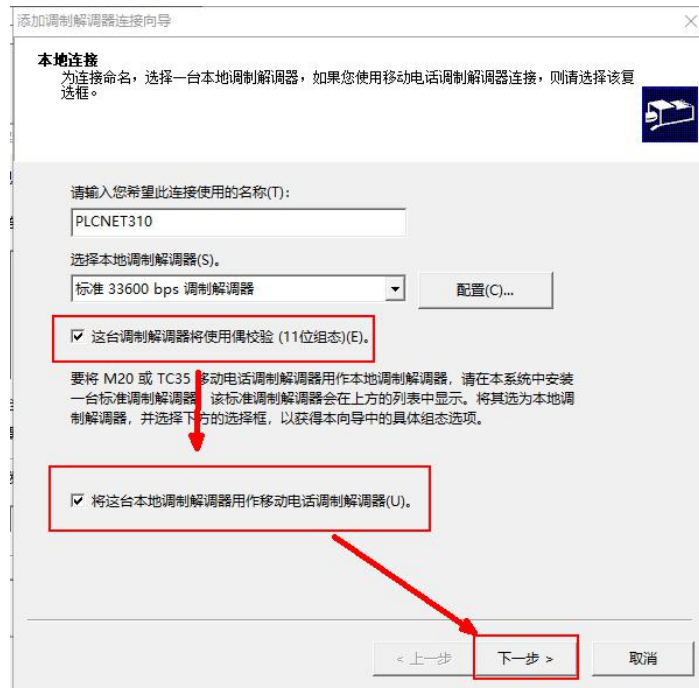 添加调制解调器连接向导
本地连接
为连接命名，选择一台本地调制解调器，如果您使用移动电话调制解调器连接，则请选择该复
选框。
请输入您希望此连接使用的名称(T):
PLCNET310
选择本地调制解调器(S)。
标准 33600 bps 调制解调器
配置(C)...
这台调制解调器将使用偶校验 (11位组态)(E)。
要将 M20 或 TC35 移动电话调制解调器用作本地调制解调器，请在本系统中安装
一台标准调制解调器。该标准调制解调器会在上方的列表中显示。将其选为本地调
制解调器，并选择下方的选择框，以获得本向导中的具体组态选项。
将这台本地调制解调器用作移动电话调制解调器(U)。
< 上一步
下一步 >
取消